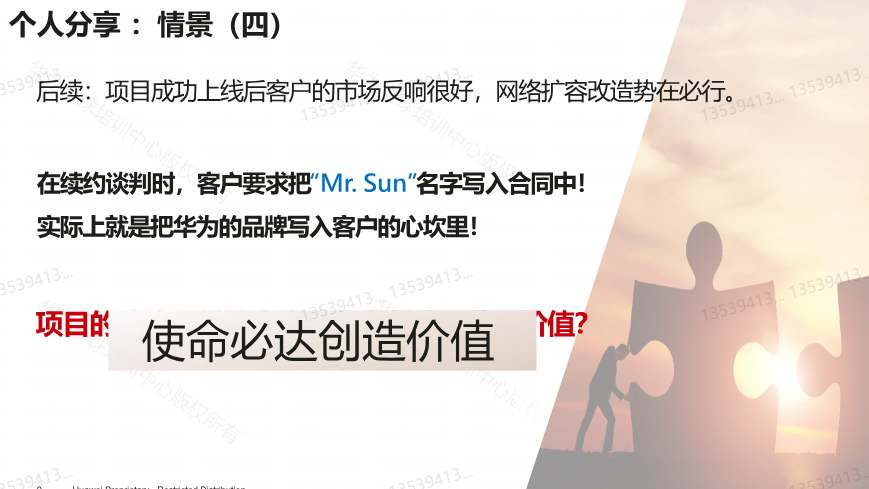 个人分享：情景（四）
后续：项目成功上线后客户的市场反响很好，网络扩容改造势在必行。
在续约谈判时，客户要求把“Mr. Sun”名字写入合同中！
实际上就是把华为的品牌写入客户的心坎里！
项目的 价值？
使命必达创造价值